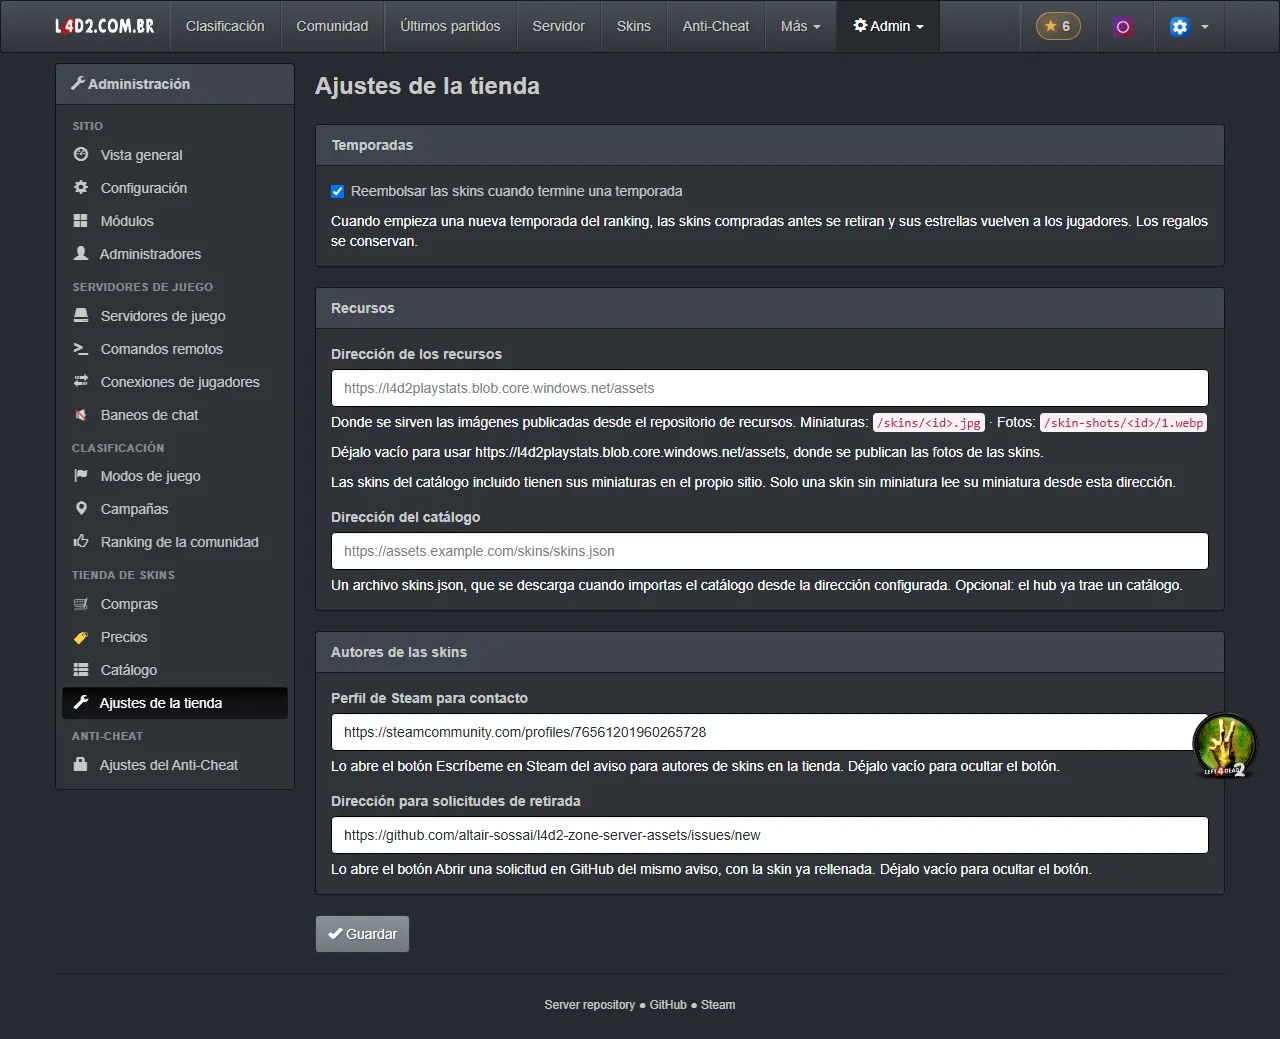 L4D2.COM.BR
Clasificación
Comunidad
Últimos partidos
Servidor
Skins
Anti-Cheat
Más
Admin
6
Administración
SITIO
Vista general
Configuración
Módulos
Administradores
SERVIDORES DE JUEGO
Servidores de juego
Comandos remotos
Conexiones de jugadores
Baneos de chat
CLASIFICACIÓN
Modos de juego
Campañas
Ranking de la comunidad
TIENDA DE SKINS
Compras
Precios
Catálogo
Ajustes de la tienda
ANTI-CHEAT
Ajustes del Anti-Cheat
Ajustes de la tienda
Temporadas
Reembolsar las skins cuando termine una temporada
Cuando empieza una nueva temporada del ranking, las skins compradas antes se retiran y sus estrellas vuelven a los jugadores. Los regalos
se conservan.
Recursos
Dirección de los recursos
https://l4d2playstats.blob.core.windows.net/assets
Donde se sirven las imágenes publicadas desde el repositorio de recursos. Miniaturas: /skins/<id>.jpg · Fotos: /skin-shots/<id>/1.webp
Déjalo vacío para usar https://l4d2playstats.blob.core.windows.net/assets, donde se publican las fotos de las skins.
Las skins del catálogo incluido tienen sus miniaturas en el propio sitio. Solo una skin sin miniatura lee su miniatura desde esta dirección.
Dirección del catálogo
https://assets.example.com/skins/skins.json
Un archivo skins.json, que se descarga cuando importas el catálogo desde la dirección configurada. Opcional: el hub ya trae un catálogo.
Autores de las skins
Perfil de Steam para contacto
https://steamcommunity.com/profiles/76561201960265728
Lo abre el botón Escríbeme en Steam del aviso para autores de skins en la tienda. Déjalo vacío para ocultar el botón.
LEFT 4 DEAD 2
Dirección para solicitudes de retirada
https://github.com/altair-sossai/l4d2-zone-server-assets/issues/new
Lo abre el botón Abrir una solicitud en GitHub del mismo aviso, con la skin ya rellenada. Déjalo vacío para ocultar el botón.
Guardar
Server repository ● GitHub ● Steam